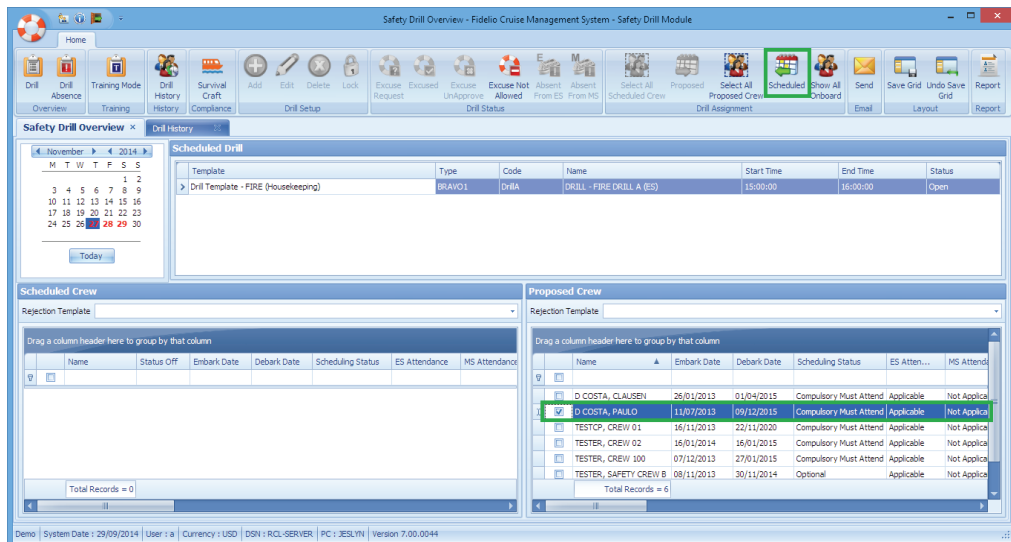 Safety Drill Overview - Fidelio Cruise Management System - Safety Drill Module
Home
Drill
Drill Absence
Training Mode
Drill History
Survival Craft
Add
Edit
Delete
Lock
Excuse Request
Excused
Excuse UnApprove
Excuse Not Allowed
Absent From ES
Absent From MS
Select All Scheduled Crew
Proposed
Select All Proposed Crew
Scheduled
Show All Onboard
Send
Save Grid
Undo Save Grid
Report
Overview
Training
History
Compliance
Drill Setup
Drill Status
Drill Assignment
Email
Layout
Report
Safety Drill Overview ×
Drill History
November 2014
M T W T F S S
1 2
3 4 5 6 7 8 9
10 11 12 13 14 15 16
17 18 19 20 21 22 23
24 25 26 27 28 29 30
Today
Scheduled Drill
Template Type Code Name Start Time End Time Status
Drill Template - FIRE (Housekeeping) BRAVO1 DrillA DRILL - FIRE DRILL A (ES) 15:00:00 16:00:00 Open
Scheduled Crew
Rejection Template
Drag a column header here to group by that column
Name Status Off Embark Date Debark Date Scheduling Status ES Attendance MS Attendance
Total Records = 0
Proposed Crew
Rejection Template
Drag a column header here to group by that column
Name Embark Date Debark Date Scheduling Status ES Atten... MS Attenda
D COSTA, CLAUSEN 26/01/2013 01/04/2015 Compulsory Must Attend Applicable Not Applica
D COSTA, PAULO 11/07/2013 09/12/2015 Compulsory Must Attend Applicable Not Applica
TESTCP, CREW 01 16/11/2013 22/11/2020 Compulsory Must Attend Applicable Not Applica
TESTER, CREW 02 16/01/2014 16/01/2015 Compulsory Must Attend Applicable Not Applica
TESTER, CREW 100 07/12/2013 27/01/2015 Compulsory Must Attend Applicable Not Applica
TESTER, SAFETY CREW B 08/11/2013 30/11/2014 Optional Applicable Not Applica
Total Records = 6
Demo System Date : 29/09/2014 User : a Currency : USD DSN : RCL-SERVER PC : JESLYN Version 7.00.0044